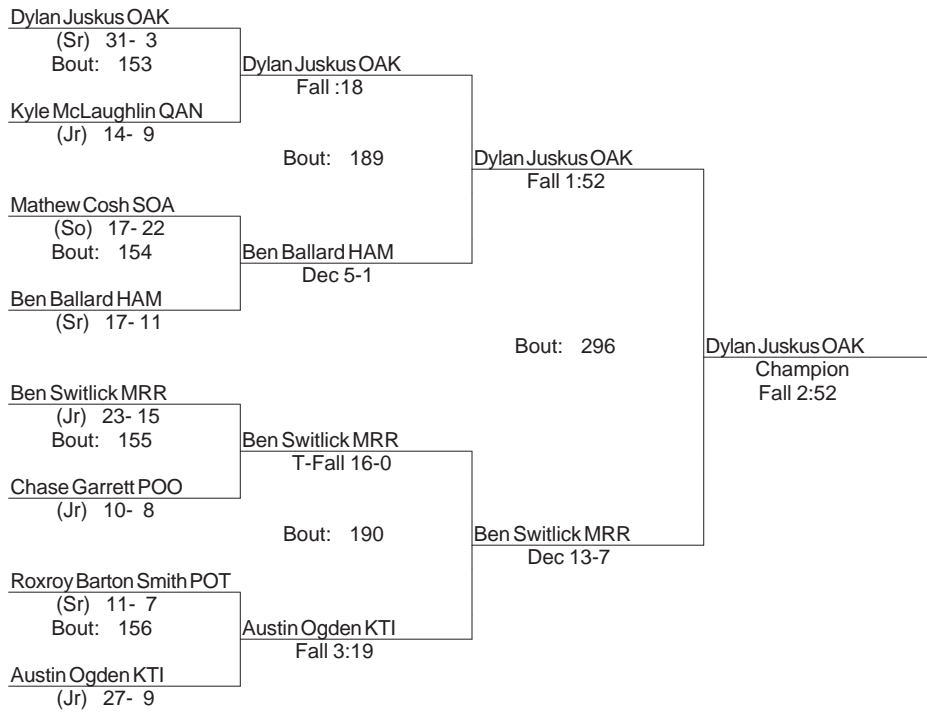 Dylan Juskus OAK
(Sr) 31- 3
Bout: 153
Dylan Juskus OAK
Fall :18
Kyle McLaughlin QAN
(Jr) 14- 9
Bout: 189
Dylan Juskus OAK
Fall 1:52
Mathew Cosh SOA
(So) 17- 22
Bout: 154
Ben Ballard HAM
Dec 5-1
Ben Ballard HAM
(Sr) 17- 11
Bout: 296
Dylan Juskus OAK
Champion
Fall 2:52
Ben Switlick MRR
(Jr) 23- 15
Bout: 155
Ben Switlick MRR
T-Fall 16-0
Chase Garrett POO
(Jr) 10- 8
Bout: 190
Ben Switlick MRR
Dec 13-7
Roxroy Barton Smith POT
(Sr) 11- 7
Bout: 156
Austin Ogden KTI
Fall 3:19
Austin Ogden KTI
(Jr) 27- 9